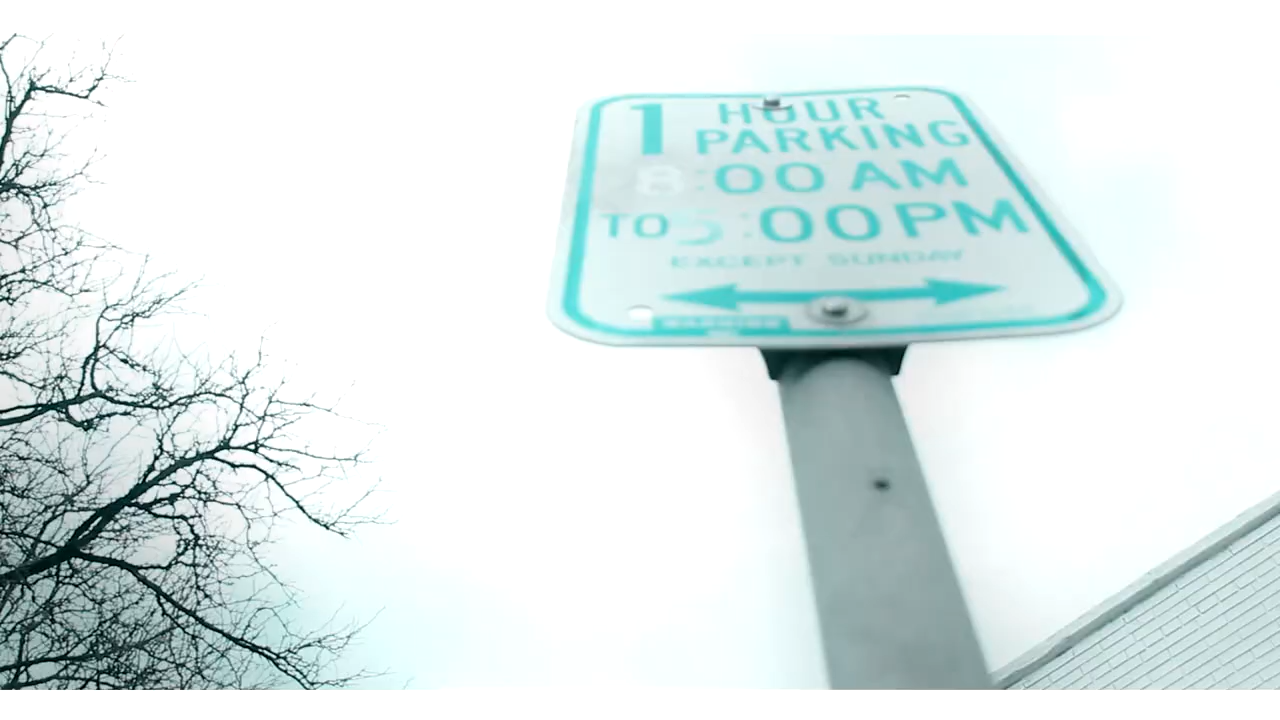 1 HOUR
PARKING
8:00 AM
TO 5:00 PM
EXCEPT SUNDAY